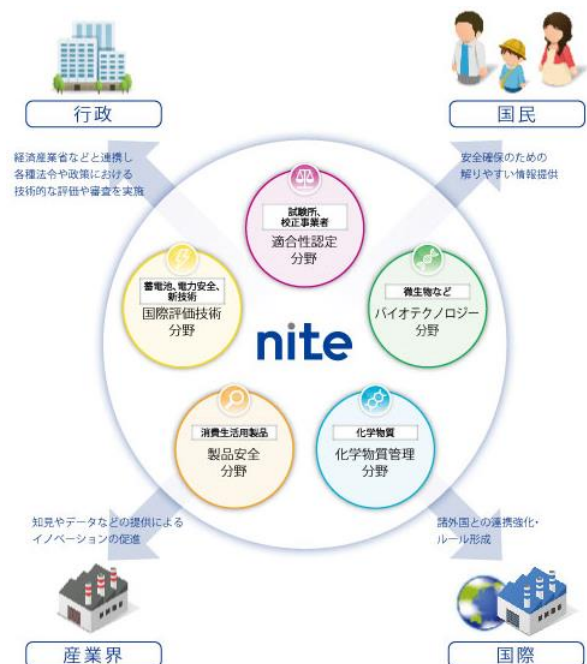 行政
国民
経済産業省などと連携し
各種法令や政策における
技術的な評価や審査を実施
安全確保のための
解りやすい情報提供
試験所、
校正事業者
適合性認定
分野
蓄電池、電力安全、
新技術
国際評価技術
分野
微生物など
バイオテクノロジー
分野
nite
消費生活用製品
製品安全
分野
化学物質
化学物質管理
分野
知見やデータなどの提供による
イノベーションの促進
諸外国との連携強化・
ルール形成
産業界
国際